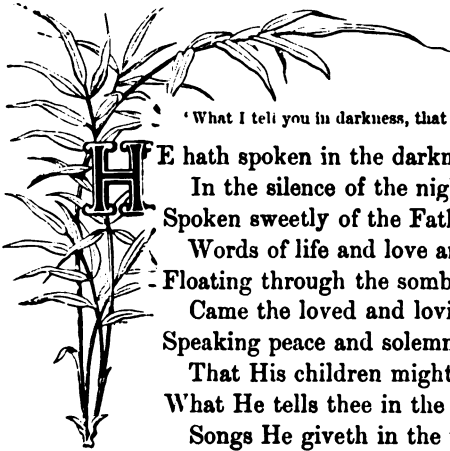 'What I tell you in darkness, that
HE hath spoken in the darkn
In the silence of the nig
Spoken sweetly of the Fath
Words of life and love a
Floating through the somb
Came the loved and lovi
Speaking peace and solemn
That His children might
What He tells thee in the
Songs He giveth in the